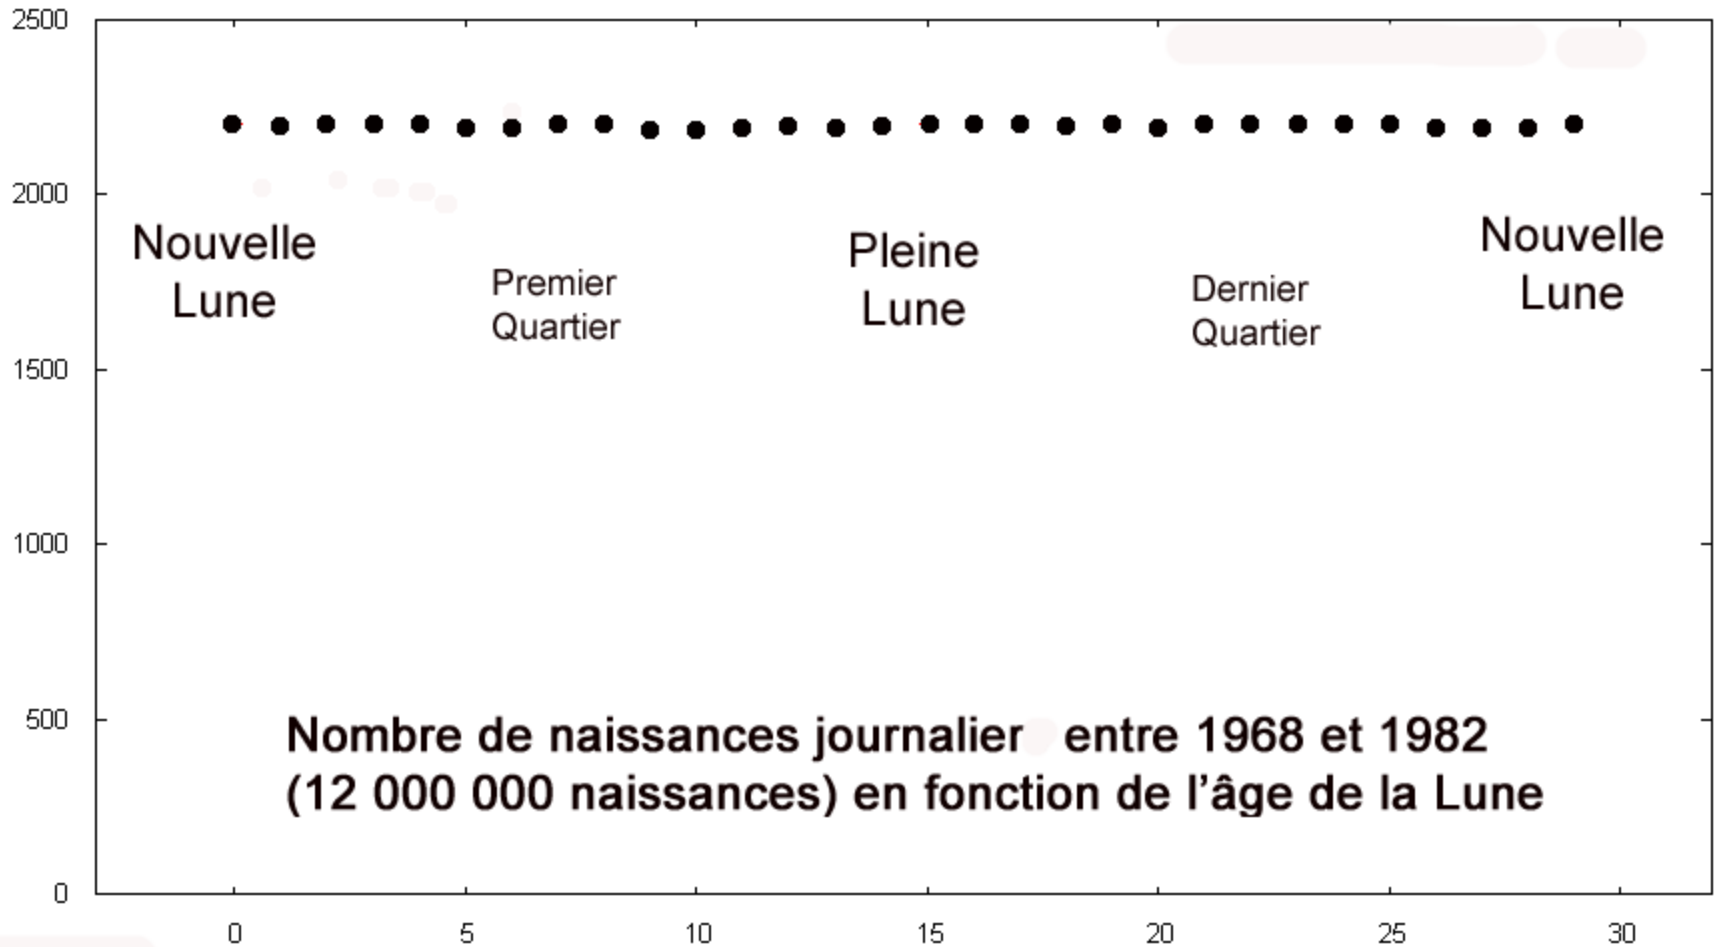 2500
2000
Nouvelle
Lune
Premier
Quartier
Pleine
Lune
Dernier
Quartier
Nouvelle
Lune
1500
1000
500
Nombre de naissances journalier entre 1968 et 1982
(12 000 000 naissances) en fonction de l'âge de la Lune
0
0 5 10 15 20 25 30